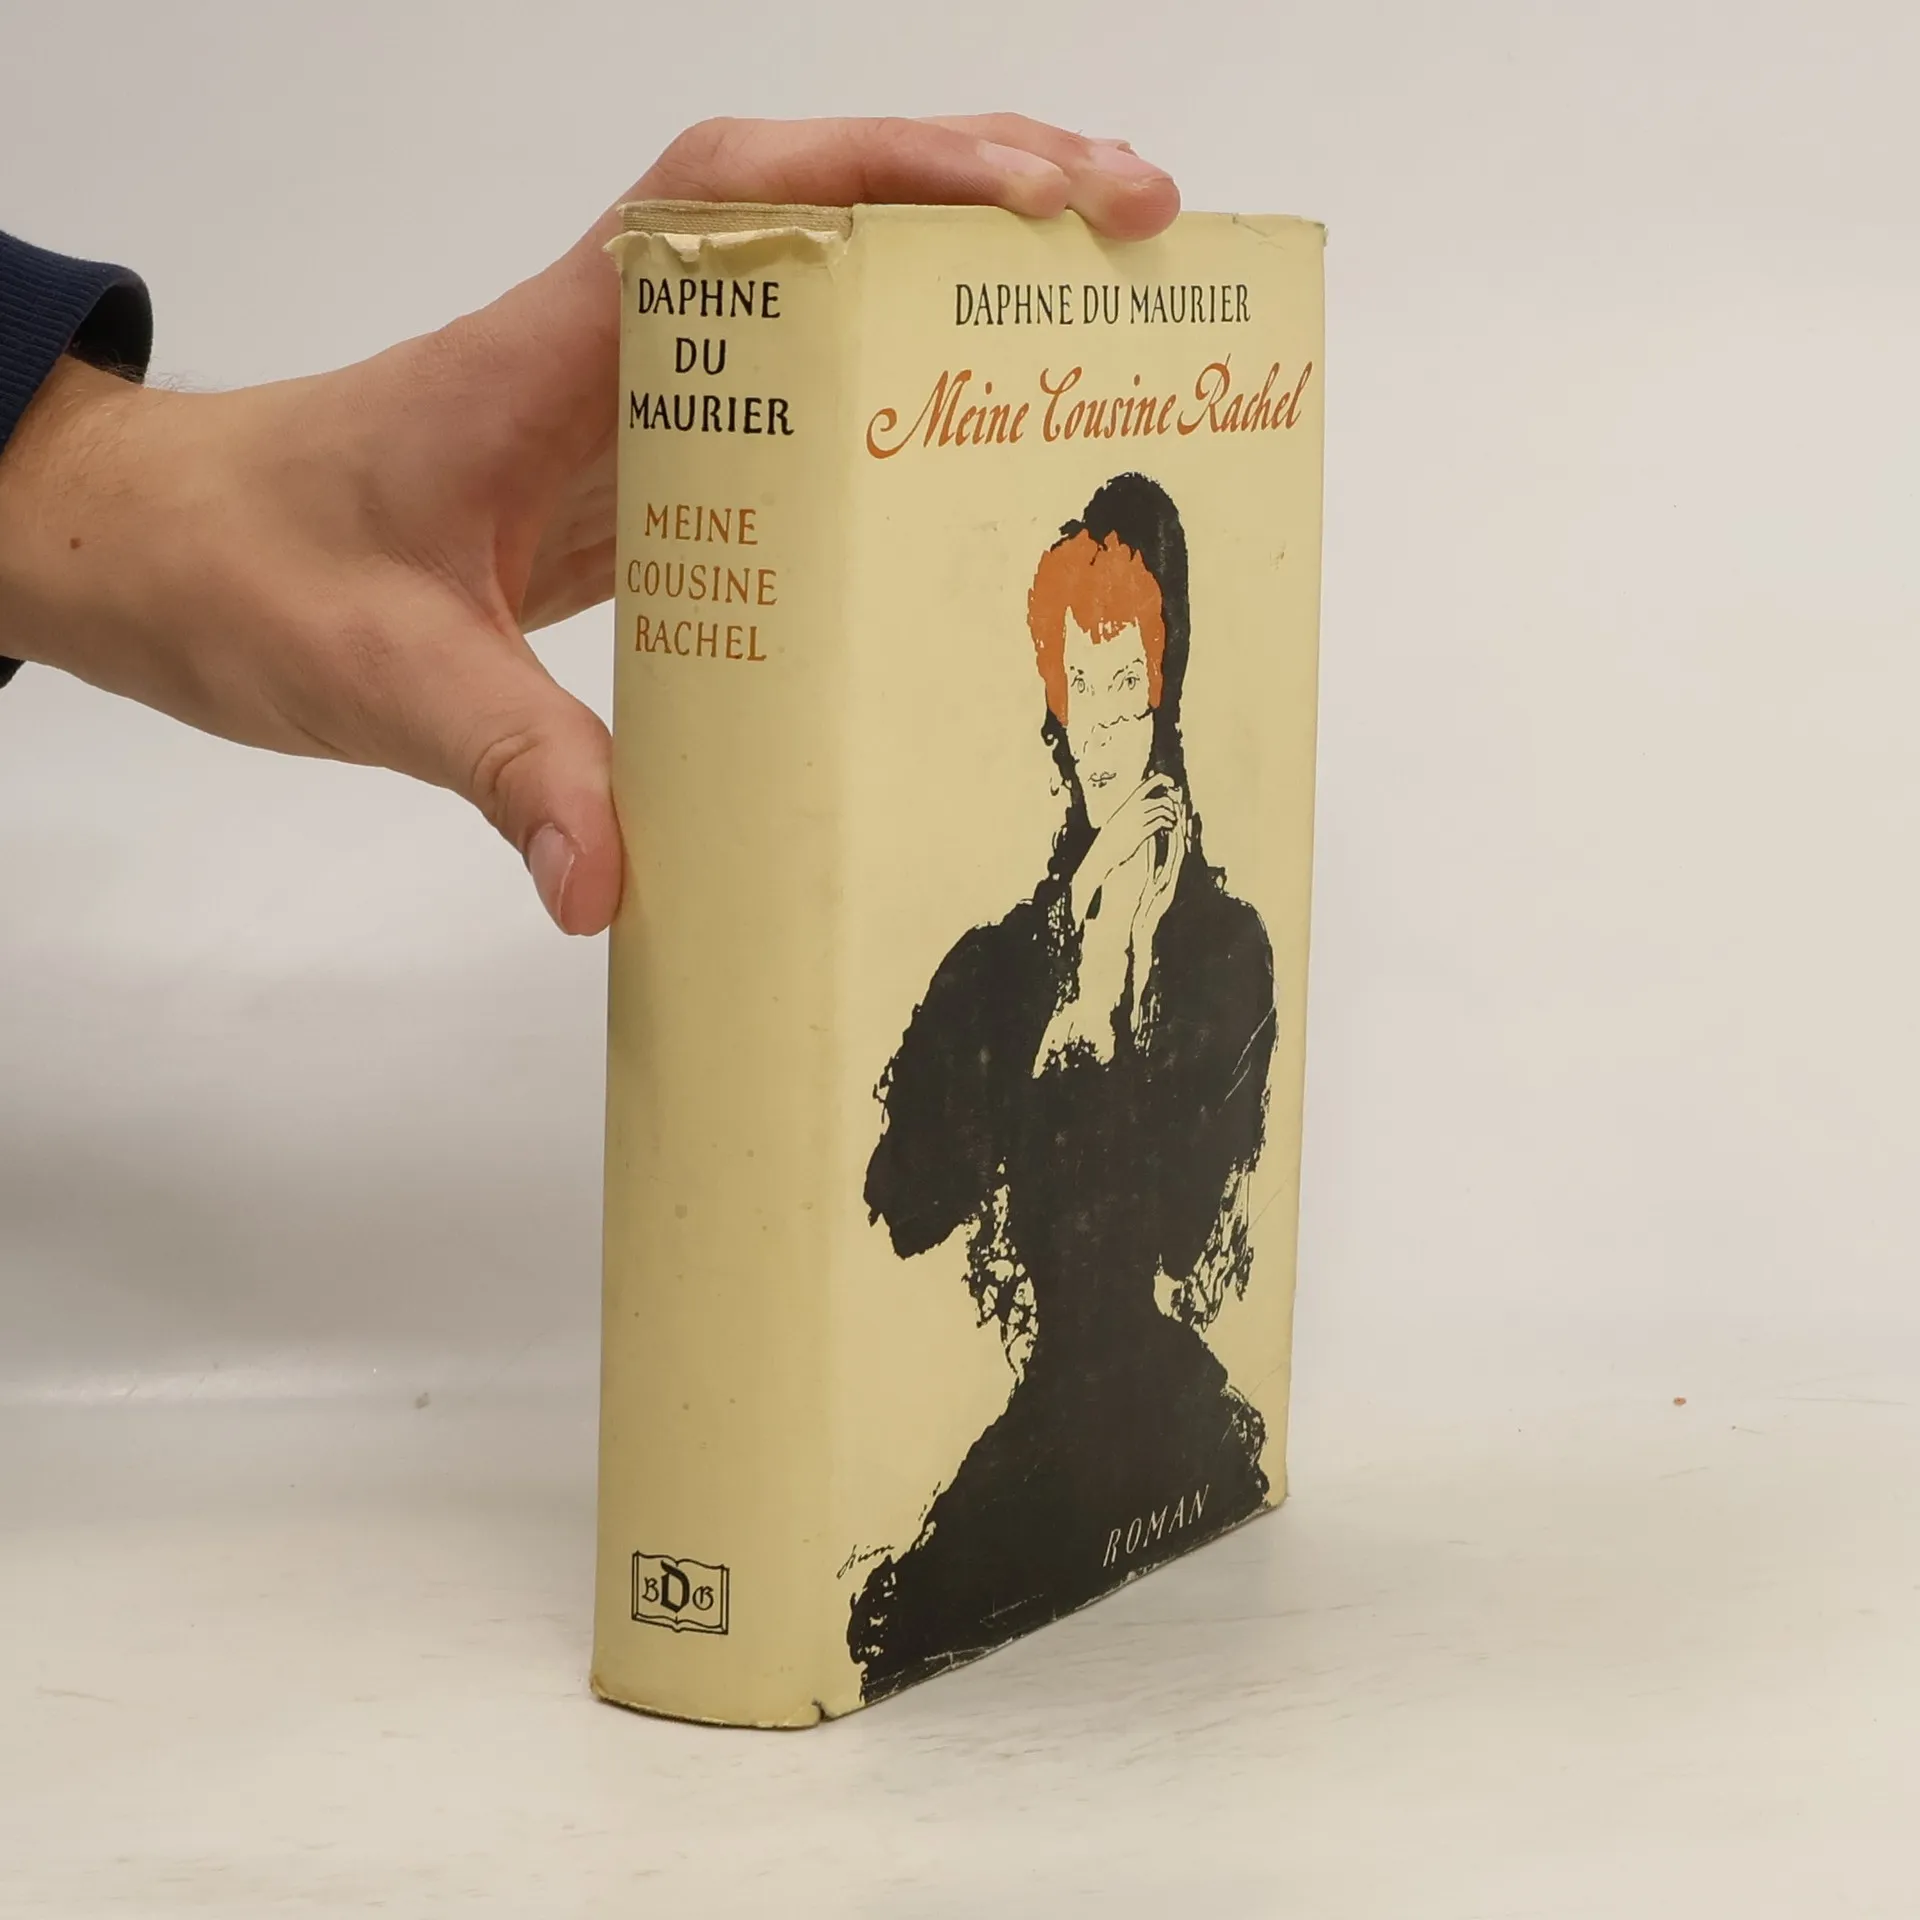 DAPHNE
DU
MAURIER
MEINE
COUSINE
RACHEL
BDG
DAPHNE DU MAURIER
Meine Cousine Rachel
ROMAN